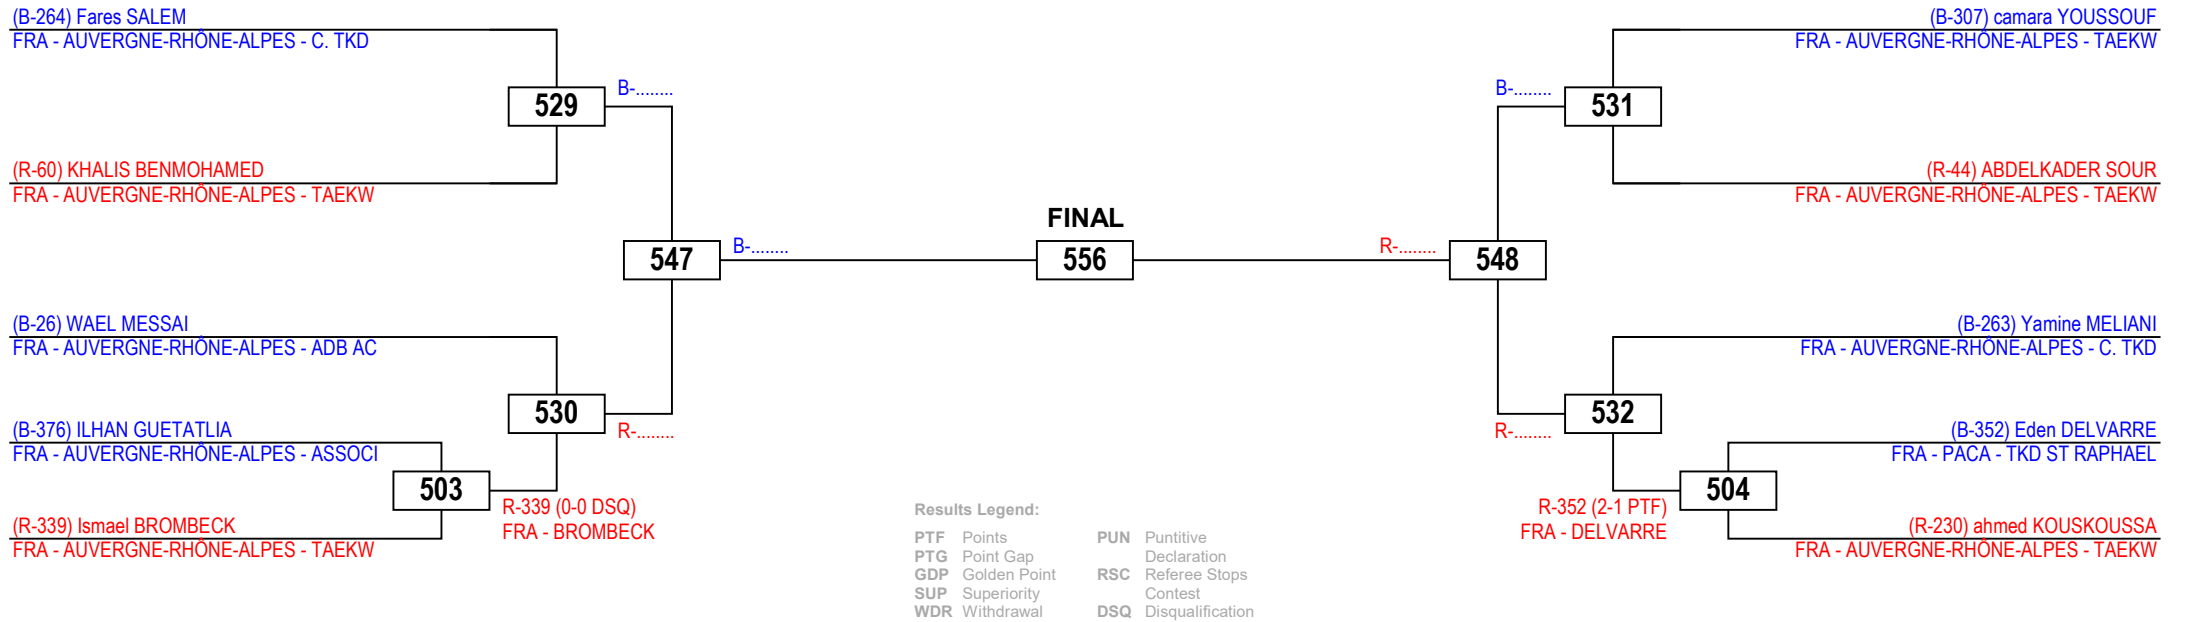 (B-264) Fares SALEM
FRA - AUVERGNE-RHÔNE-ALPES - C. TKD
529
B-........
(R-60) KHALIS BENMOHAMED
FRA - AUVERGNE-RHÔNE-ALPES - TAEKW
547
B-........
(B-26) WAEL MESSAI
FRA - AUVERGNE-RHÔNE-ALPES - ADB AC
530
R-........
(B-376) ILHAN GUETATLIA
FRA - AUVERGNE-RHÔNE-ALPES - ASSOCI
503
R-339 (0-0 DSQ)
FRA - BROMBECK
(R-339) Ismael BROMBECK
FRA - AUVERGNE-RHÔNE-ALPES - TAEKW
FINAL
556
(B-307) camara YOUSSOUF
FRA - AUVERGNE-RHÔNE-ALPES - TAEKW
B-........
531
(R-44) ABDELKADER SOUR
FRA - AUVERGNE-RHÔNE-ALPES - TAEKW
R-........
548
(B-263) Yamine MELIANI
FRA - AUVERGNE-RHÔNE-ALPES - C. TKD
R-........
532
(B-352) Eden DELVARRE
FRA - PACA - TKD ST RAPHAEL
504
R-352 (2-1 PTF)
FRA - DELVARRE
(R-230) ahmed KOUSKOUSSA
FRA - AUVERGNE-RHÔNE-ALPES - TAEKW
Results Legend:
PTF Points
PTG Point Gap
GDP Golden Point
SUP Superiority
WDR Withdrawal
PUN Puntitive
Declaration
RSC Referee Stops
Contest
DSQ Disqualification